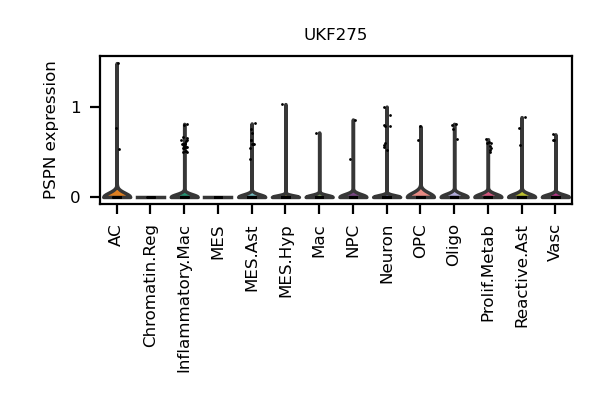 UKF275
PSPN expression
1
0
AC
Chromatin.Reg
Inflammatory.Mac
MES
MES.Ast
MES.Hyp
Mac
NPC
Neuron
OPC
Oligo
Prolif.Metab
Reactive.Ast
Vasc